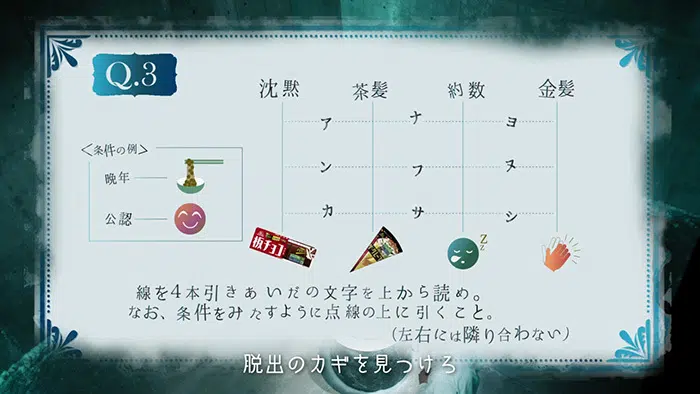 Q.3
沈黙 茶髪 約数 金髪
<条件の例>
晩年
公認
ア ナ ヨ
ン フ ヌ
カ サ シ
板チョコ
Z z
線を4本引きあいだの文字を上から読め。
なお、条件をみたすように点線の上に引くこと。
(左右には隣り合わない)
脱出のカギを見つけろ